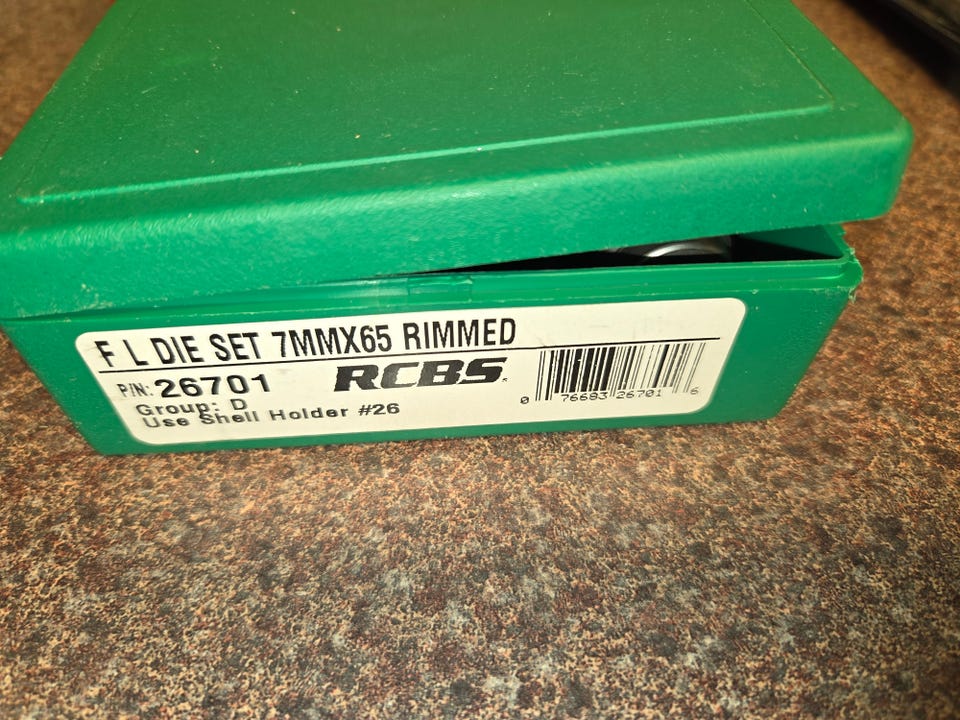 F L DIE SET 7MMX65 RIMMED
P/N: 26701 RCBS.
Group: D
Use Shell Holder #26
0 76683 26701 6